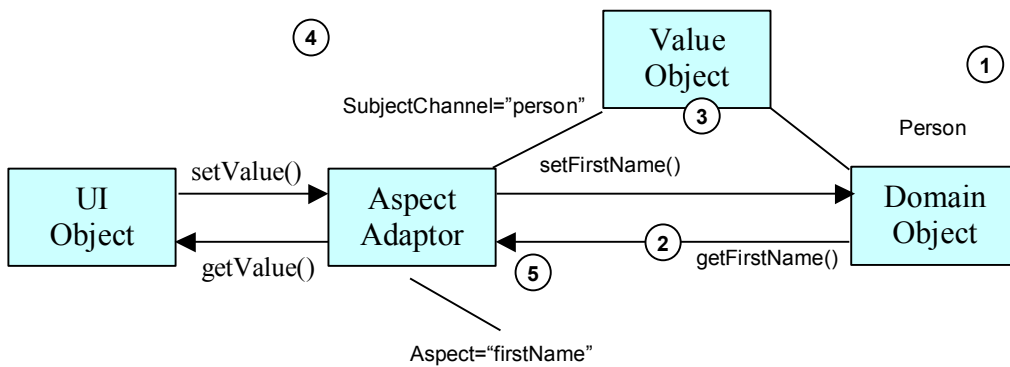 4
Value
Object
1
SubjectChannel=”person”
3
Person
setValue()
setFirstName()
UI
Object
Aspect
Adaptor
Domain
Object
getValue()
5
2
getFirstName()
Aspect=“firstName”